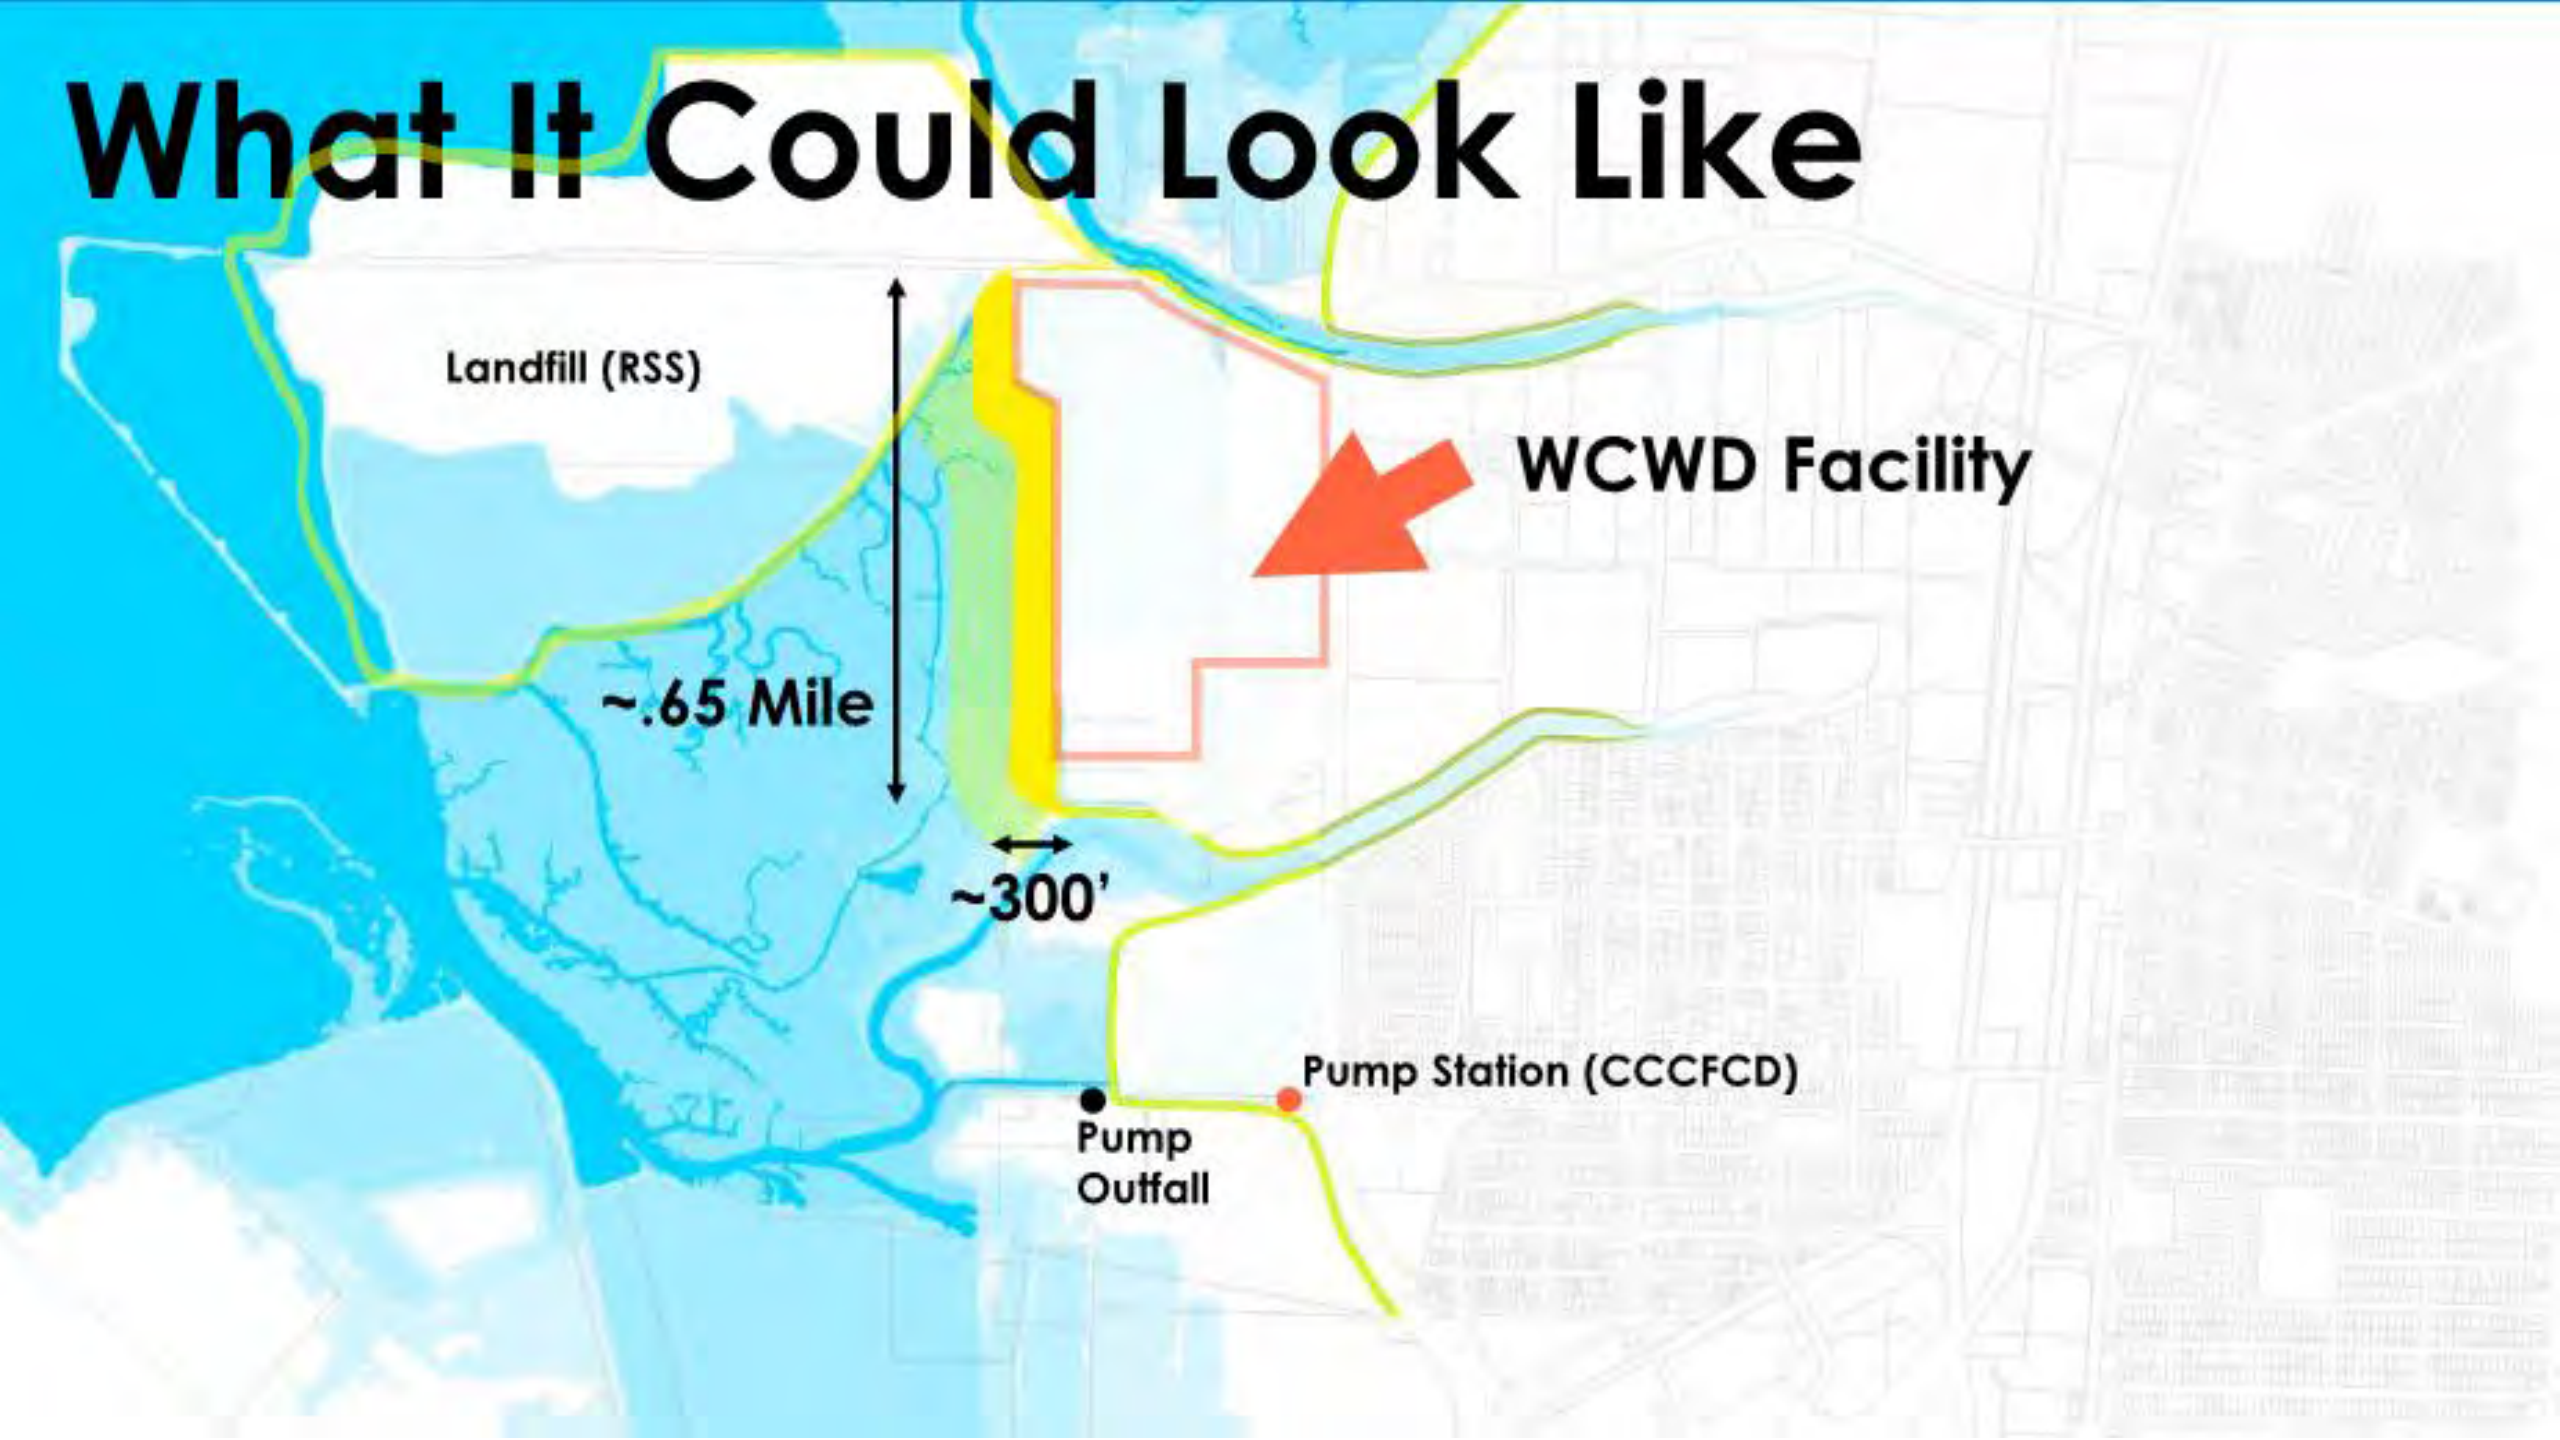 What It Could Look Like
Landfill (RSS)
WCWD Facility
~.65 Mile
~300’
Pump Station (CCCFCD)
Pump
Outfall